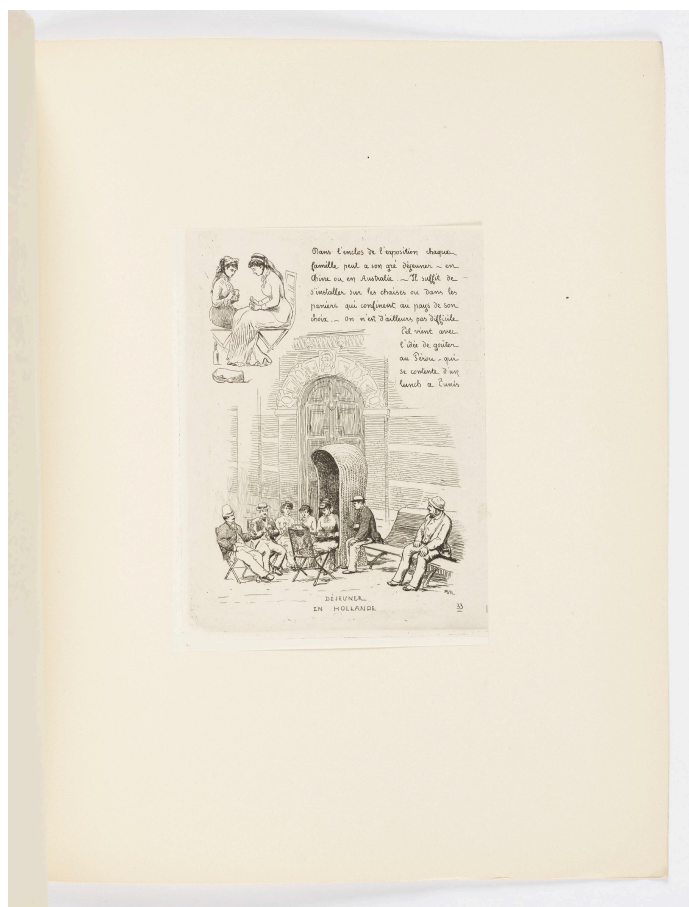 Dans l'enclos de l'exposition chaque
famille peut a son gré déjeuner – en
Chine ou en Australie – Il suffit de
s'installer sur les chaises ou dans les
paniers qui confinent au pays de son
choix. – On n'est d'ailleurs pas difficile
Tel vient avec
l'idée de goûter
au Pérou – qui
se contente d'un
lunch a Tunis
DÉJEUNER
EN HOLLANDE
33